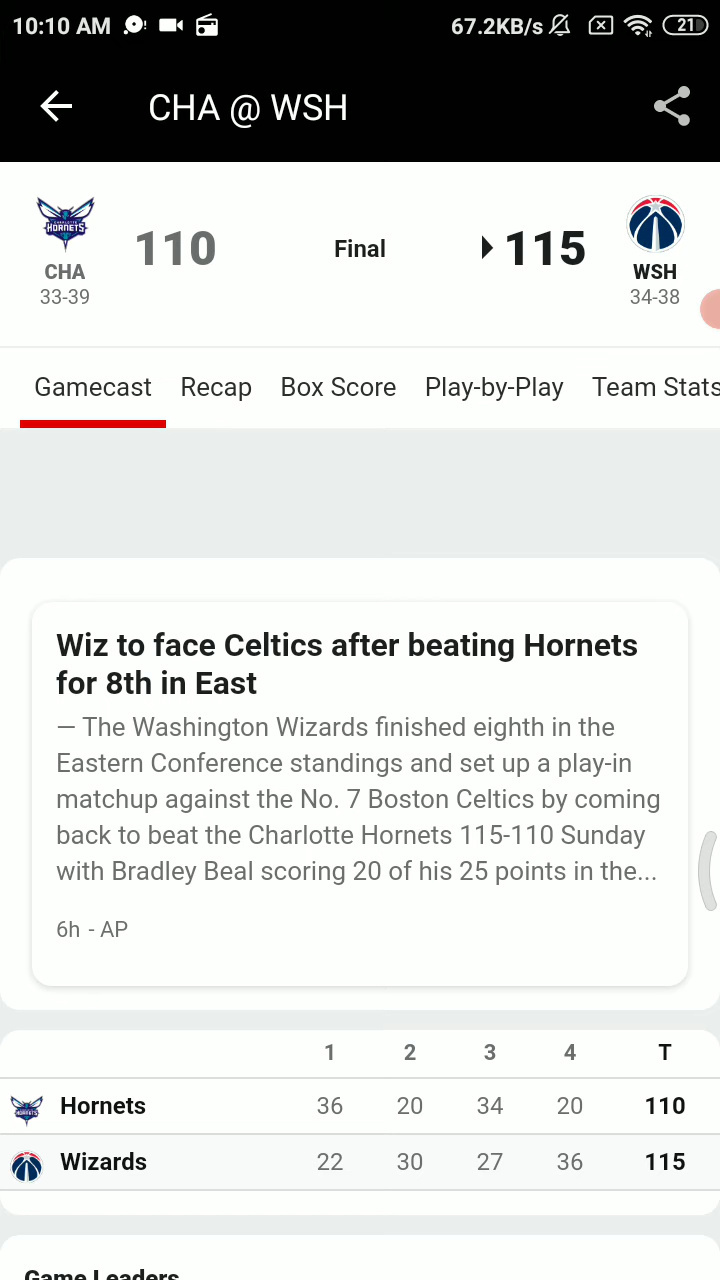 10:10 AM 67.2KB/s 21
CHA @ WSH
HORNETS
CHA
33-39
110
Final
115
WSH
34-38
Gamecast Recap Box Score Play-by-Play Team Stats
Wiz to face Celtics after beating Hornets
for 8th in East
— The Washington Wizards finished eighth in the
Eastern Conference standings and set up a play-in
matchup against the No. 7 Boston Celtics by coming
back to beat the Charlotte Hornets 115-110 Sunday
with Bradley Beal scoring 20 of his 25 points in the...
6h - AP
1 2 3 4 T
Hornets 36 20 34 20 110
Wizards 22 30 27 36 115
Game Leaders